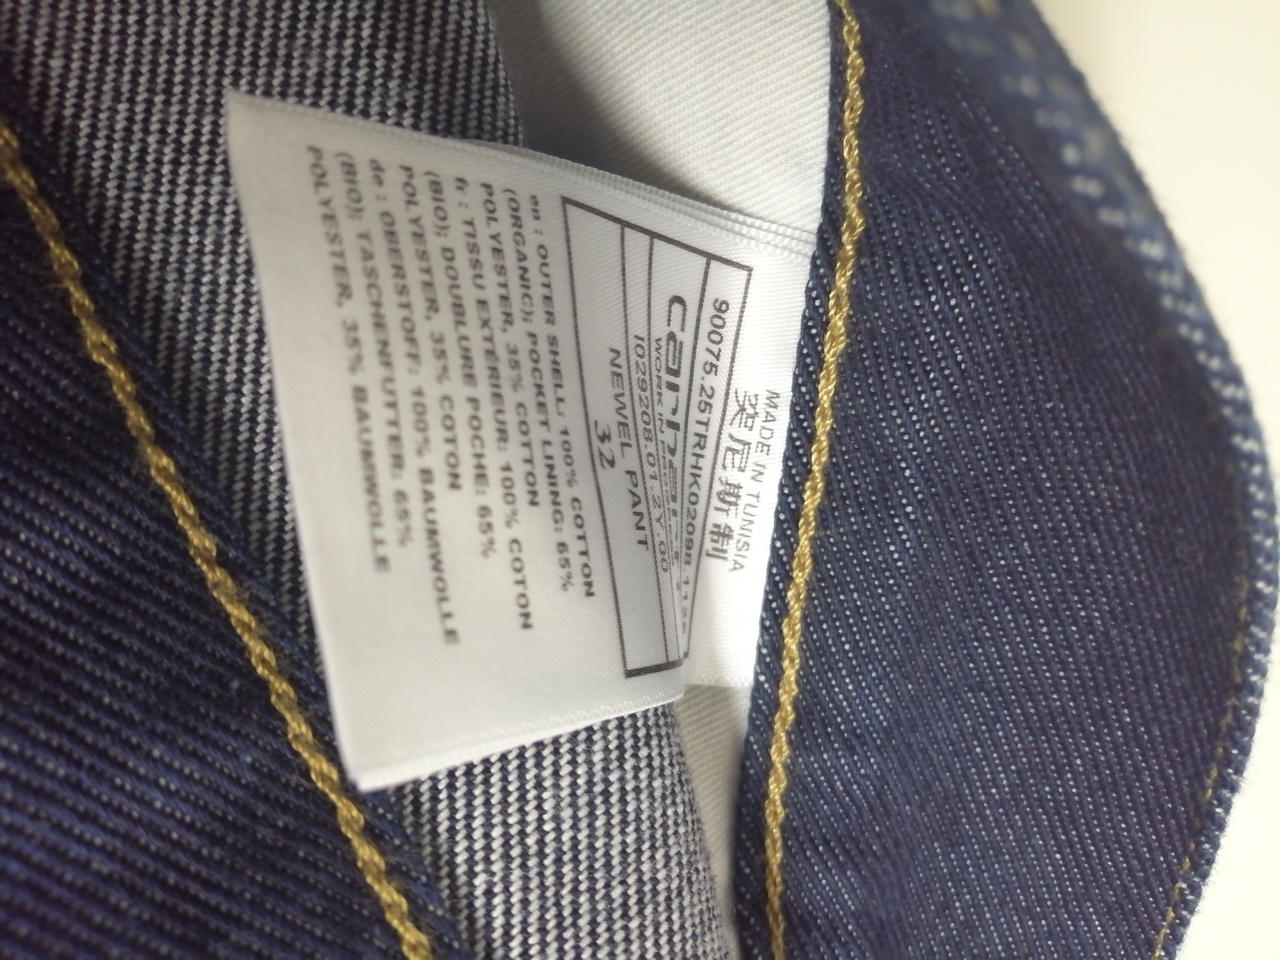 MADE IN TUNISIA
突尼斯制
carhartt
WORK IN PROGRESS
I029208.01.2Y.00
NEWEL PANT
32
en : OUTER SHELL: 100% COTTON
(ORGANIC); POCKET LINING: 65%
POLYESTER, 35% COTTON
fr : TISSU EXTÉRIEUR: 100% COTON
(BIO); DOUBLURE POCHE: 65%
POLYESTER, 35% COTON
de : OBERSTOFF: 100% BAUMWOLLE
(BIO); TASCHENFUTTER: 65%
POLYESTER, 35% BAUMWOLLE